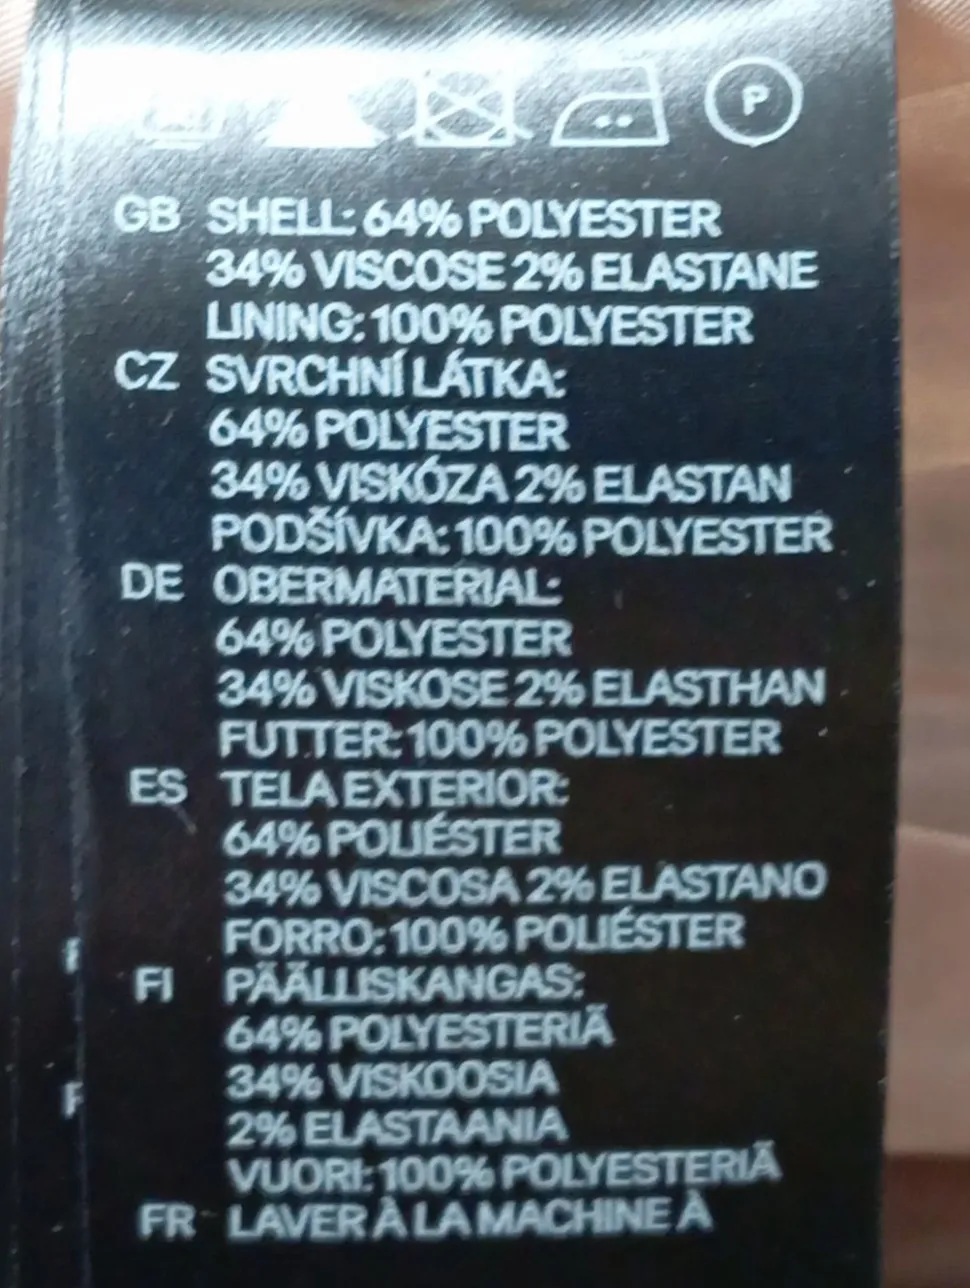 P
GB SHELL: 64% POLYESTER
34% VISCOSE 2% ELASTANE
LINING: 100% POLYESTER
CZ SVRCHNÍ LÁTKA:
64% POLYESTER
34% VISKÓZA 2% ELASTAN
PODŠÍVKA: 100% POLYESTER
DE OBERMATERIAL:
64% POLYESTER
34% VISKOSE 2% ELASTHAN
FUTTER: 100% POLYESTER
ES TELA EXTERIOR:
64% POLIÉSTER
34% VISCOSA 2% ELASTANO
FORRO: 100% POLIÉSTER
FI PÄÄLLISKANGAS:
64% POLYESTERIÄ
34% VISKOOSIA
2% ELASTAANIA
VUORI: 100% POLYESTERIÄ
FR LAVER À LA MACHINE À